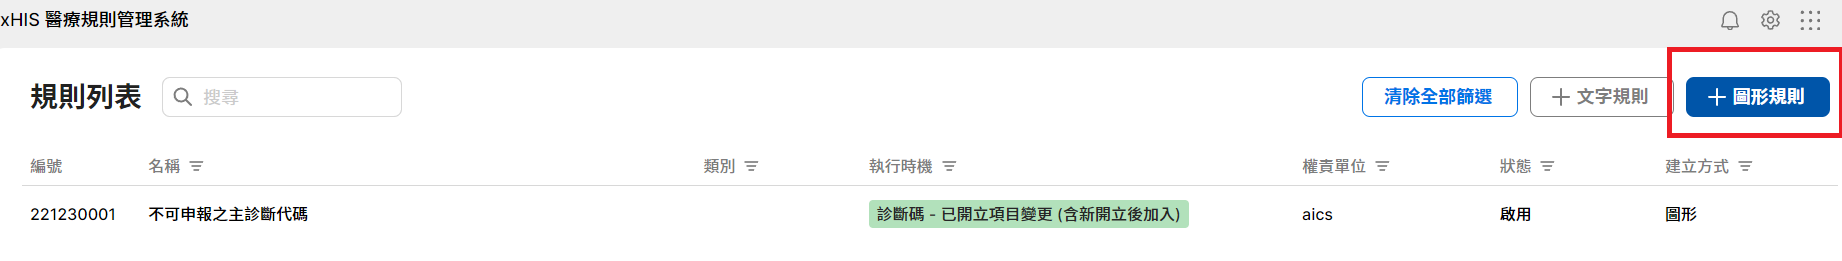 xHIS 醫療規則管理系統
規則列表 搜尋 清除全部篩選 + 文字規則 + 圖形規則
編號 名稱 類別 執行時機 權責單位 狀態 建立方式
221230001 不可申報之主診斷代碼 診斷碼 - 已開立項目變更 (含新開立後加入) aics 啟用 圖形